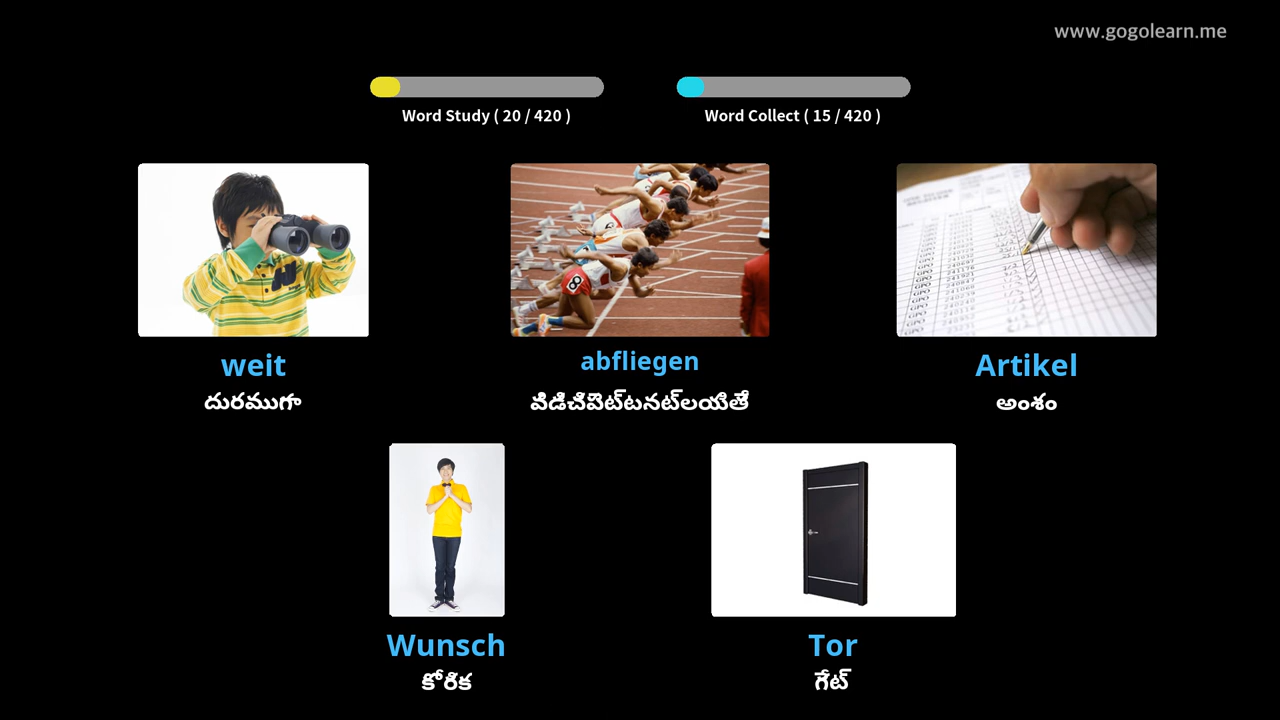 www.gogolearn.me
Word Study ( 20 / 420 )
Word Collect ( 15 / 420 )
weit
abfliegen
Artikel
దురముగా
విడిచిపెట్టనట్లయితే
అంశం
Wunsch
Tor
కోరిక
గేట్